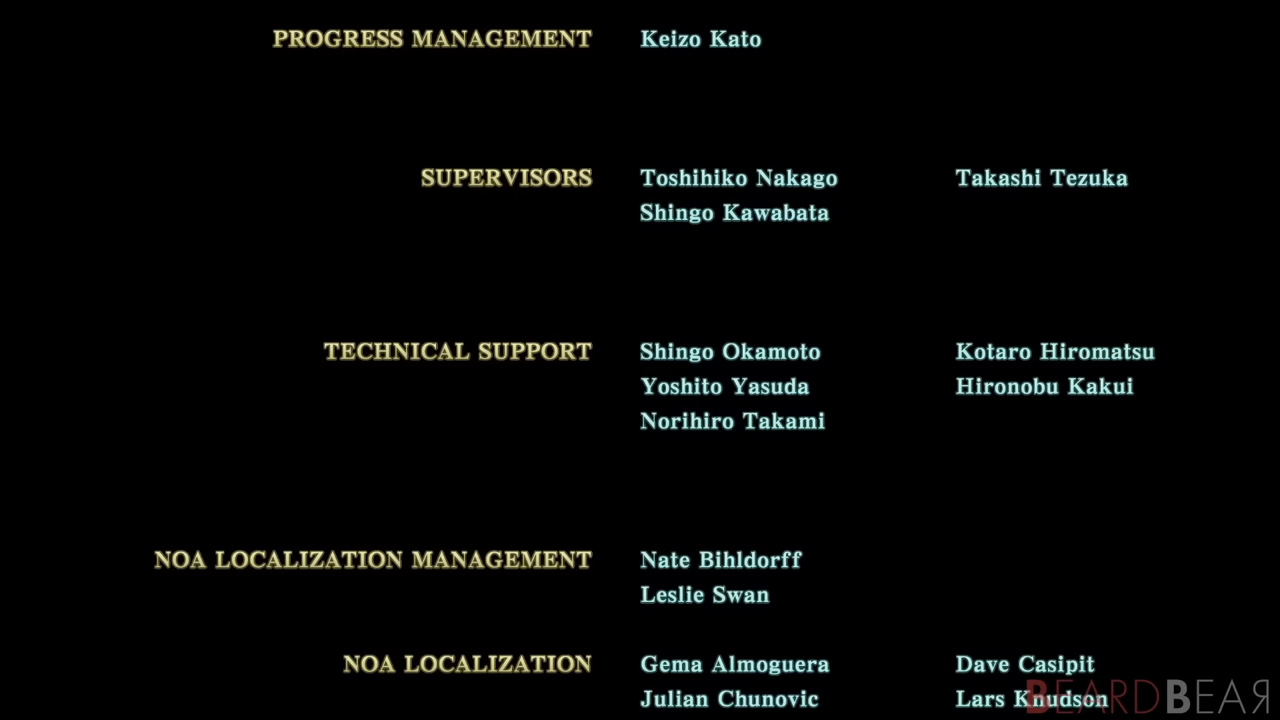 PROGRESS MANAGEMENT Keizo Kato
SUPERVISORS Toshihiko Nakago Takashi Tezuka
Shingo Kawabata
TECHNICAL SUPPORT Shingo Okamoto Kotaro Hiromatsu
Yoshito Yasuda Hironobu Kakui
Norihiro Takami
NOA LOCALIZATION MANAGEMENT Nate Bihldorff
Leslie Swan
NOA LOCALIZATION Gema Almoguera Dave Casipit
Julian Chunovic Lars Knudson
BEARDBEAЯ